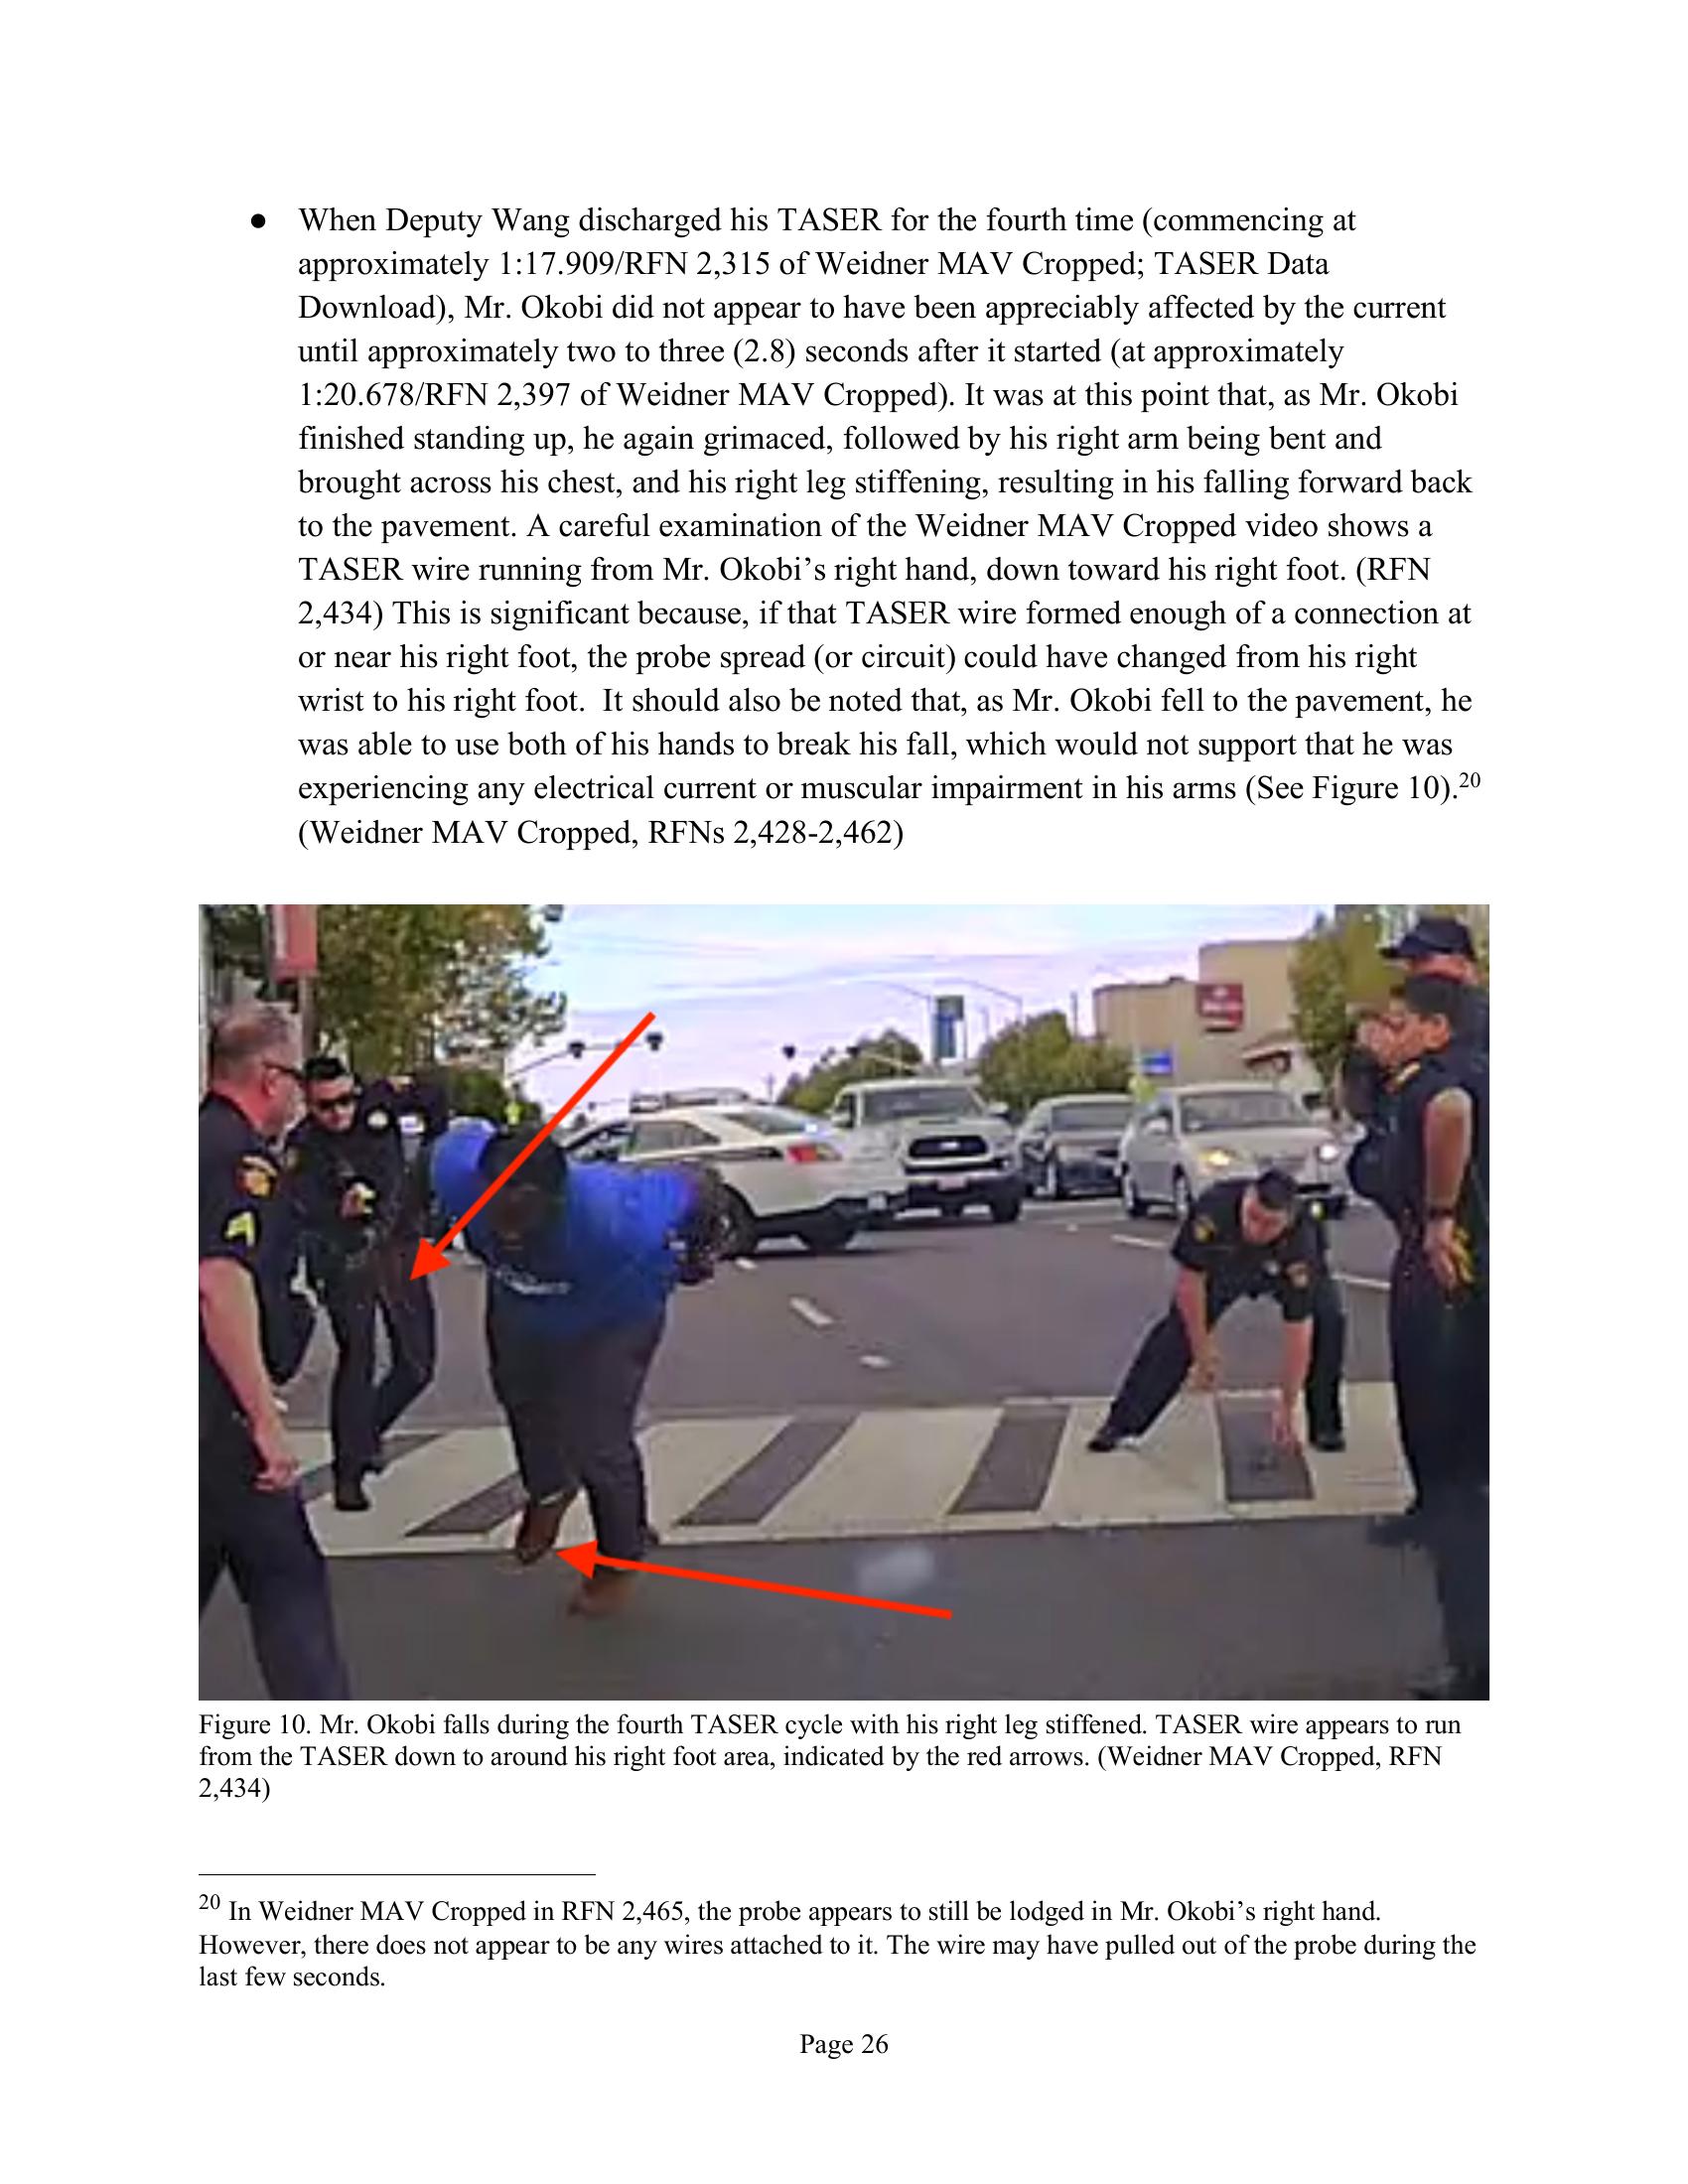 ● When Deputy Wang discharged his TASER for the fourth time (commencing at
approximately 1:17.909/RFN 2,315 of Weidner MAV Cropped; TASER Data
Download), Mr. Okobi did not appear to have been appreciably affected by the current
until approximately two to three (2.8) seconds after it started (at approximately
1:20.678/RFN 2,397 of Weidner MAV Cropped). It was at this point that, as Mr. Okobi
finished standing up, he again grimaced, followed by his right arm being bent and
brought across his chest, and his right leg stiffening, resulting in his falling forward back
to the pavement. A careful examination of the Weidner MAV Cropped video shows a
TASER wire running from Mr. Okobi’s right hand, down toward his right foot. (RFN
2,434) This is significant because, if that TASER wire formed enough of a connection at
or near his right foot, the probe spread (or circuit) could have changed from his right
wrist to his right foot.  It should also be noted that, as Mr. Okobi fell to the pavement, he
was able to use both of his hands to break his fall, which would not support that he was
experiencing any electrical current or muscular impairment in his arms (See Figure 10).20
(Weidner MAV Cropped, RFNs 2,428-2,462)
Figure 10. Mr. Okobi falls during the fourth TASER cycle with his right leg stiffened. TASER wire appears to run
from the TASER down to around his right foot area, indicated by the red arrows. (Weidner MAV Cropped, RFN
2,434)
20 In Weidner MAV Cropped in RFN 2,465, the probe appears to still be lodged in Mr. Okobi’s right hand.
However, there does not appear to be any wires attached to it. The wire may have pulled out of the probe during the
last few seconds.
Page 26